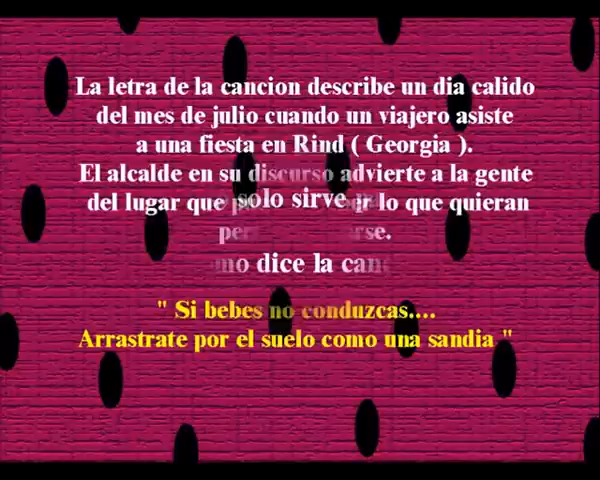 La letra de la cancion describe un dia calido
del mes de julio cuando un viajero asiste
a una fiesta en Rind ( Georgia ).
El alcalde en su discurso advierte a la gente
del lugar que solo sirve lo que quieran
dice la
" Si bebes no conduzcas....
Arrastrate por el suelo como una sandia "